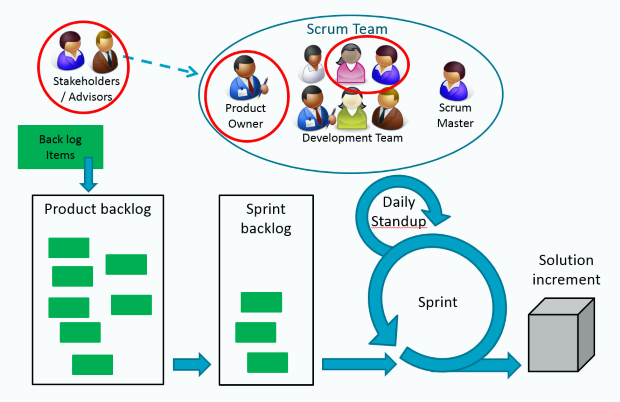 Scrum Team
Stakeholders
/ Advisors
Product
Owner
Development Team
Scrum
Master
Back log
Items
Product backlog
Sprint
backlog
Daily
Standup
Sprint
Solution
increment